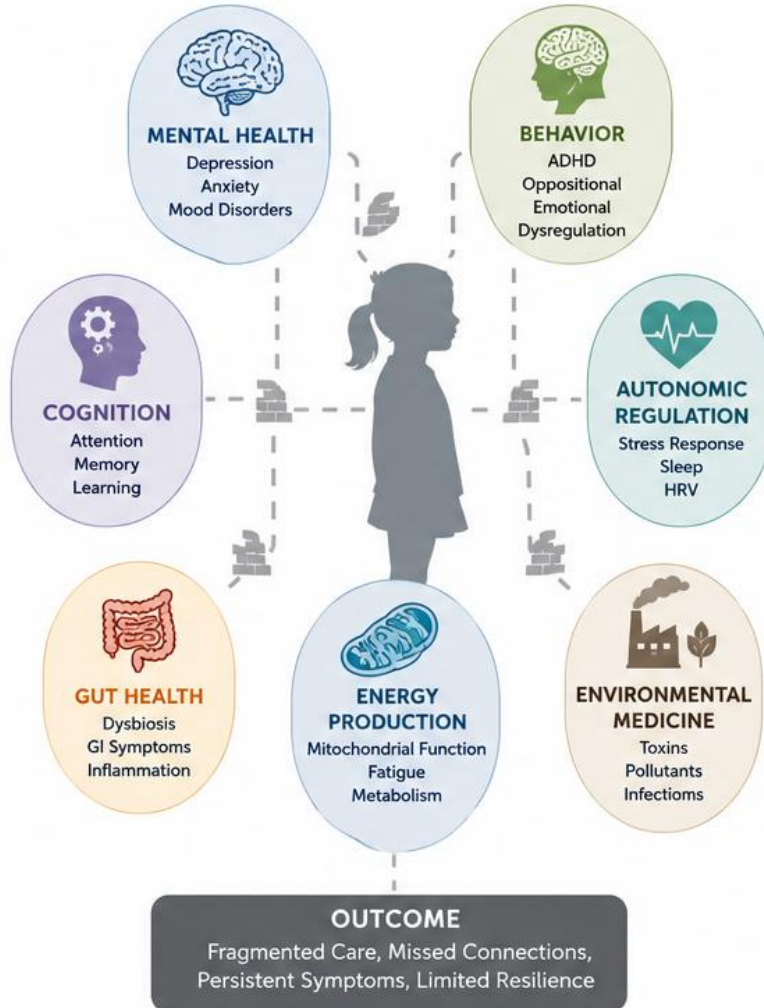 MENTAL HEALTH
Depression
Anxiety
Mood Disorders
BEHAVIOR
ADHD
Oppositional
Emotional
Dysregulation
COGNITION
Attention
Memory
Learning
AUTONOMIC
REGULATION
Stress Response
Sleep
HRV
GUT HEALTH
Dysbiosis
GI Symptoms
Inflammation
ENERGY
PRODUCTION
Mitochondrial Function
Fatigue
Metabolism
ENVIRONMENTAL
MEDICINE
Toxins
Pollutants
Infectioms
OUTCOME
Fragmented Care, Missed Connections,
Persistent Symptoms, Limited Resilience